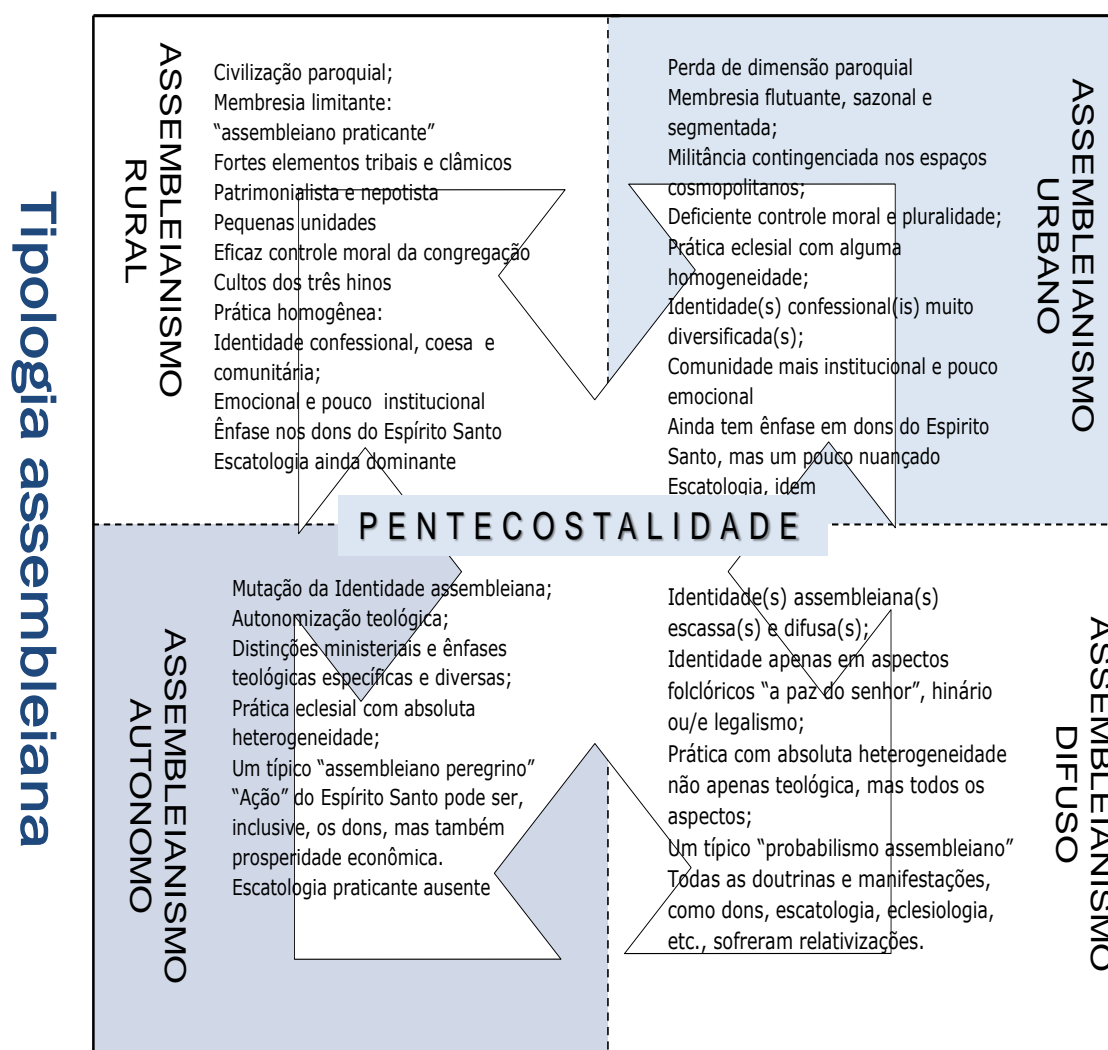 Tipologia assembleiana
ASSEMBLEIANISMO
RURAL
Civilização paroquial;
Membresia limitante:
“assembleiano praticante”
Fortes elementos tribais e clâmicos
Patrimonialista e nepotista
Pequenas unidades
Eficaz controle moral da congregação
Cultos dos três hinos
Prática homogênea:
Identidade confessional, coesa e
comunitária;
Emocional e pouco institucional
Ênfase nos dons do Espírito Santo
Escatologia ainda dominante
Perda de dimensão paroquial
Membresia flutuante, sazonal e
segmentada;
Militância contingenciada nos espaços
cosmopolitanos;
Deficiente controle moral e pluralidade;
Prática eclesial com alguma
homogeneidade;
Identidade(s) confessional(is) muito
diversificada(s);
Comunidade mais institucional e pouco
emocional
Ainda tem ênfase em dons do Espirito
Santo, mas um pouco nuançado
Escatologia, idem
ASSEMBLEIANISMO
URBANO
PENTECOSTALIDADE
ASSEMBLEIANISMO
AUTONOMO
Mutação da Identidade assembleiana;
Autonomização teológica;
Distinções ministeriais e ênfases
teológicas específicas e diversas;
Prática eclesial com absoluta
heterogeneidade;
Um típico “assembleiano peregrino”
“Ação” do Espírito Santo pode ser,
inclusive, os dons, mas também
prosperidade econômica.
Escatologia praticante ausente
Identidade(s) assembleiana(s)
escassa(s) e difusa(s);
Identidade apenas em aspectos
folclóricos “a paz do senhor”, hinário
ou/e legalismo;
Prática com absoluta heterogeneidade
não apenas teológica, mas todos os
aspectos;
Um típico “probabilismo assembleiano”
Todas as doutrinas e manifestações,
como dons, escatologia, eclesiologia,
etc., sofreram relativizações.
ASSEMBLEIANISMO
DIFUSO